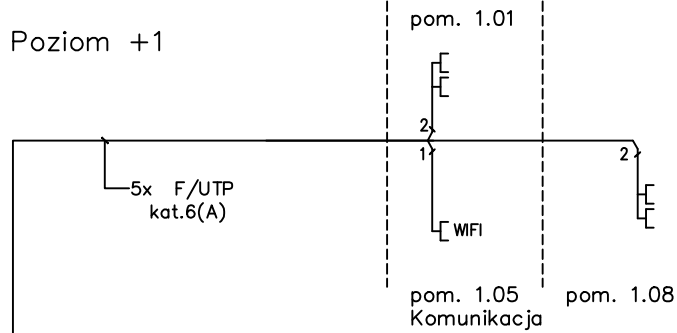 Poziom +1
pom. 1.01
2
1
2
5x F/UTP
kat.6(A)
WIFI
pom. 1.05
Komunikacja
pom. 1.08